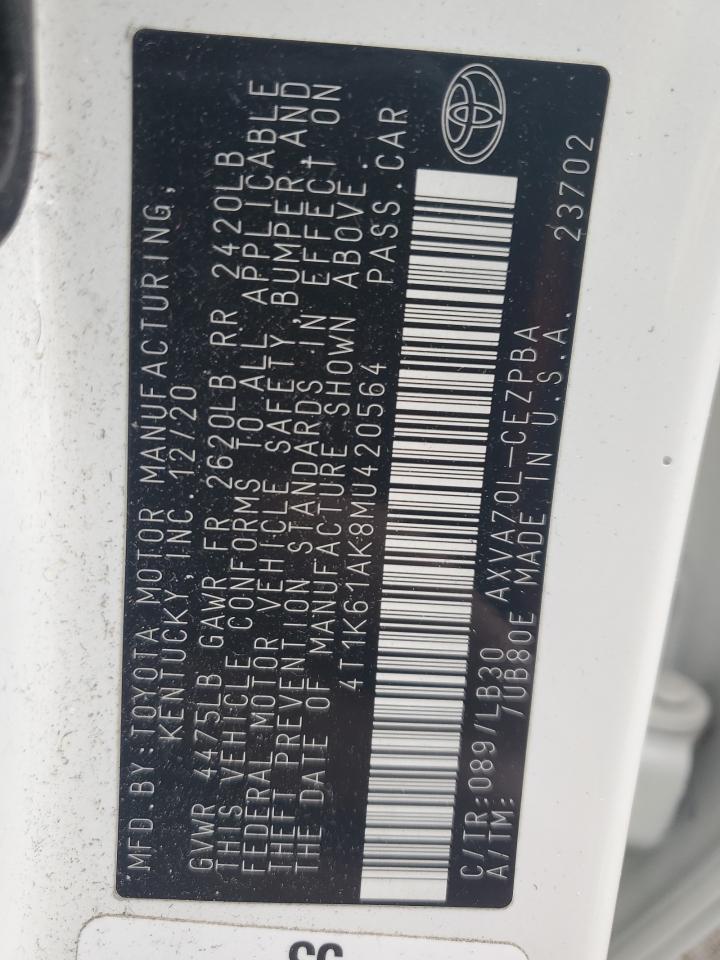 MFD.BY:TOYOTA MOTOR MANUFACTURING,
KENTUCKY, INC. 12/20
GVWR 4475LB GAWR FR 2620LB RR 2420LB
THIS VEHICLE CONFORMS TO ALL APPLICABLE
FEDERAL MOTOR VEHICLE SAFETY, BUMPER, AND
THEFT PREVENTION STANDARDS IN EFFECT ON
THE DATE OF MANUFACTURE SHOWN ABOVE.
4T1K61AK8MU420564 PASS.CAR
C/TR:089/LB30 AXVA70L-CEZPBA 23702
A/TM: /UB80E MADE IN U.S.A.